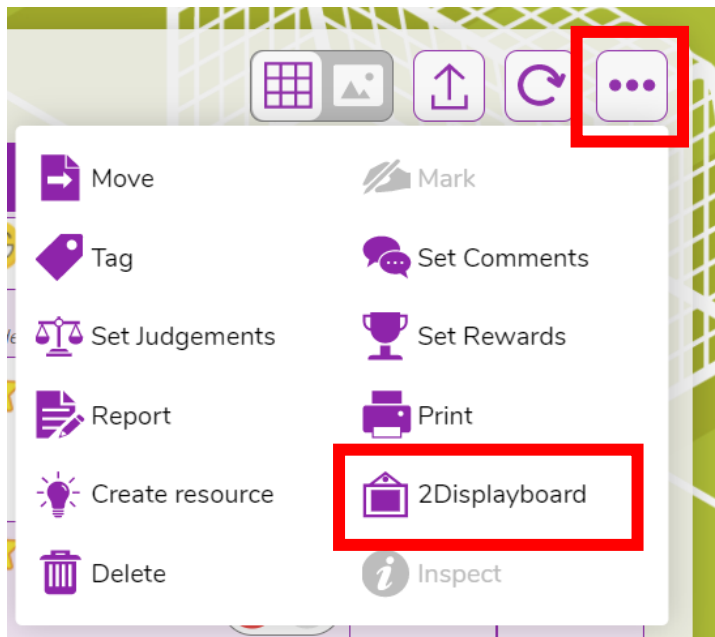 Move
Mark
Tag
Set Comments
Set Judgements
Set Rewards
Report
Print
Create resource
2Displayboard
Delete
Inspect